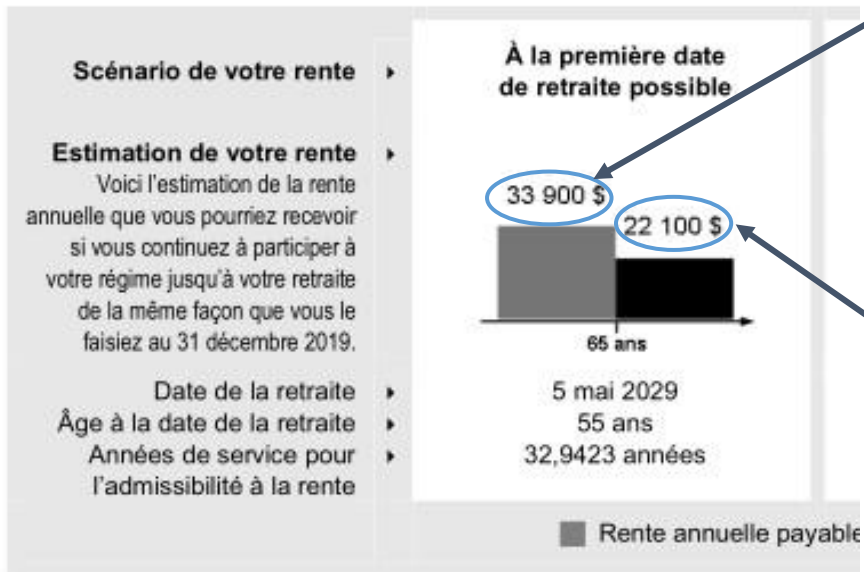 Scénario de votre rente
À la première date
de retraite possible
Estimation de votre rente
Voici l'estimation de la rente
annuelle que vous pourriez recevoir
si vous continuez à participer à
votre régime jusqu'à votre retraite
de la même façon que vous le
faisiez au 31 décembre 2019.
33 900 $
22 100 $
65 ans
Date de la retraite
5 mai 2029
Âge à la date de la retraite
55 ans
Années de service pour
l'admissibilité à la rente
32,9423 années
Rente annuelle payable